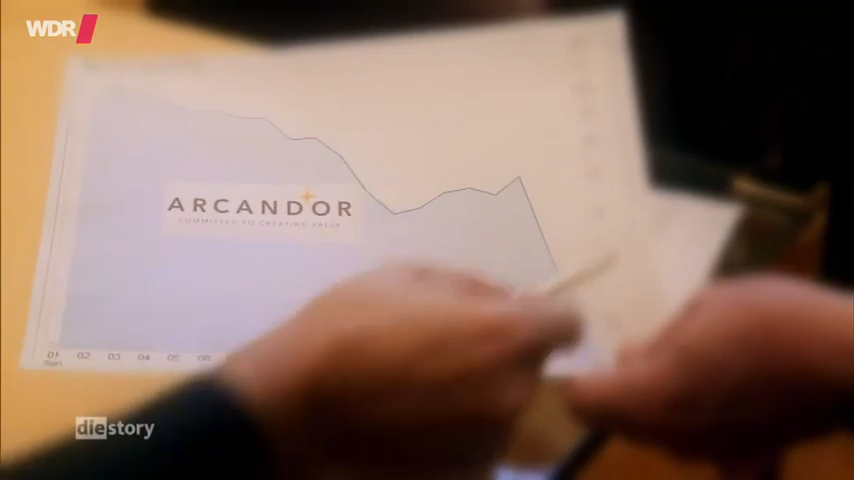 WDR
ARCANDOR
COMMITTED TO CREATING VALUE
01 02 03 04 05 06
diestory